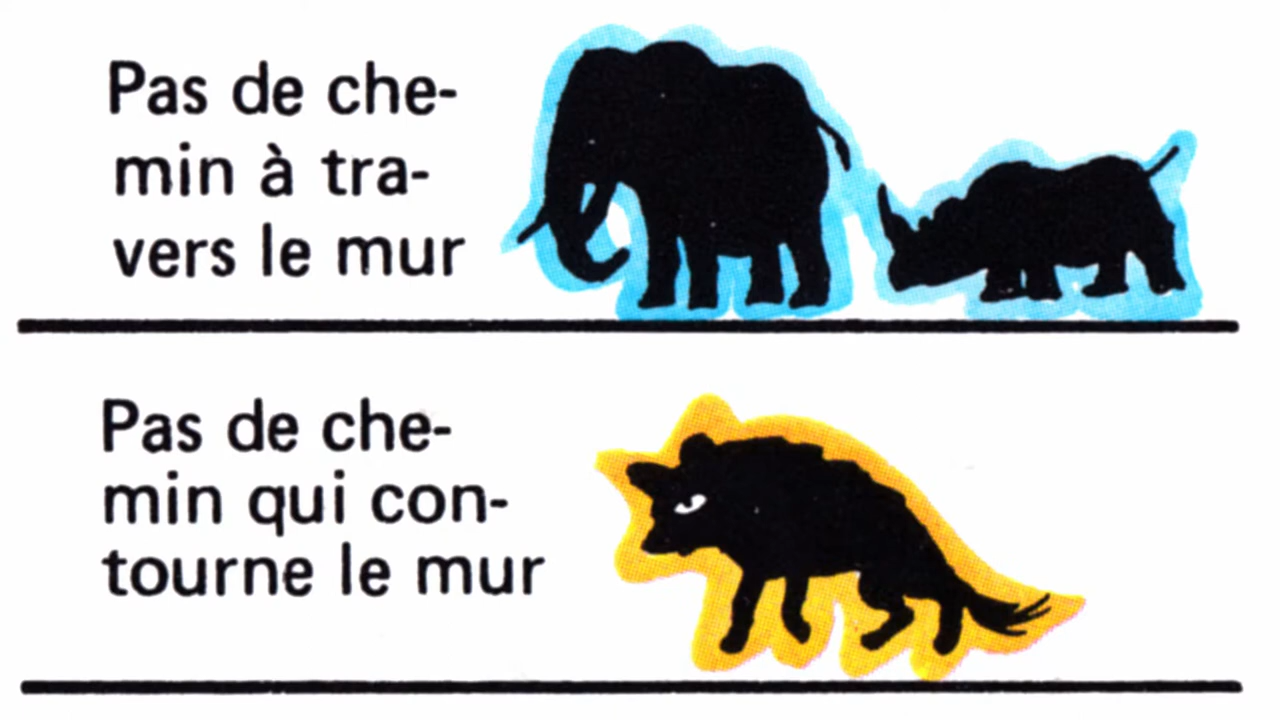 Pas de che-
min à tra-
vers le mur
Pas de che-
min qui con-
tourne le mur